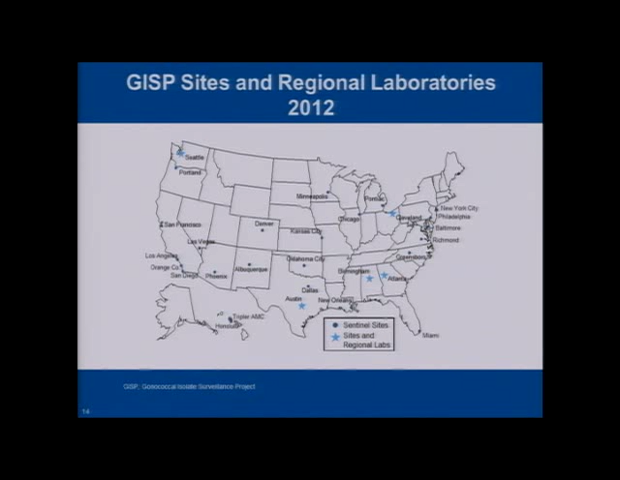 GISP Sites and Regional Laboratories
2012
Seattle
Portland
Minneapolis
Pontiac
New York City
Cleveland
Philadelphia
Chicago
San Francisco
Denver
Baltimore
Kansas City
Richmond
Las Vegas
Los Angeles
Greensboro
Orange Co.
Oklahoma City
Albuquerque
San Diego
Phoenix
Birmingham
Atlanta
Dallas
Austin
New Orleans
Tripler AMC
Honolulu
Miami
Sentinel Sites
Sites and
Regional Labs
GISP, Gonococcal Isolate Surveillance Project
14